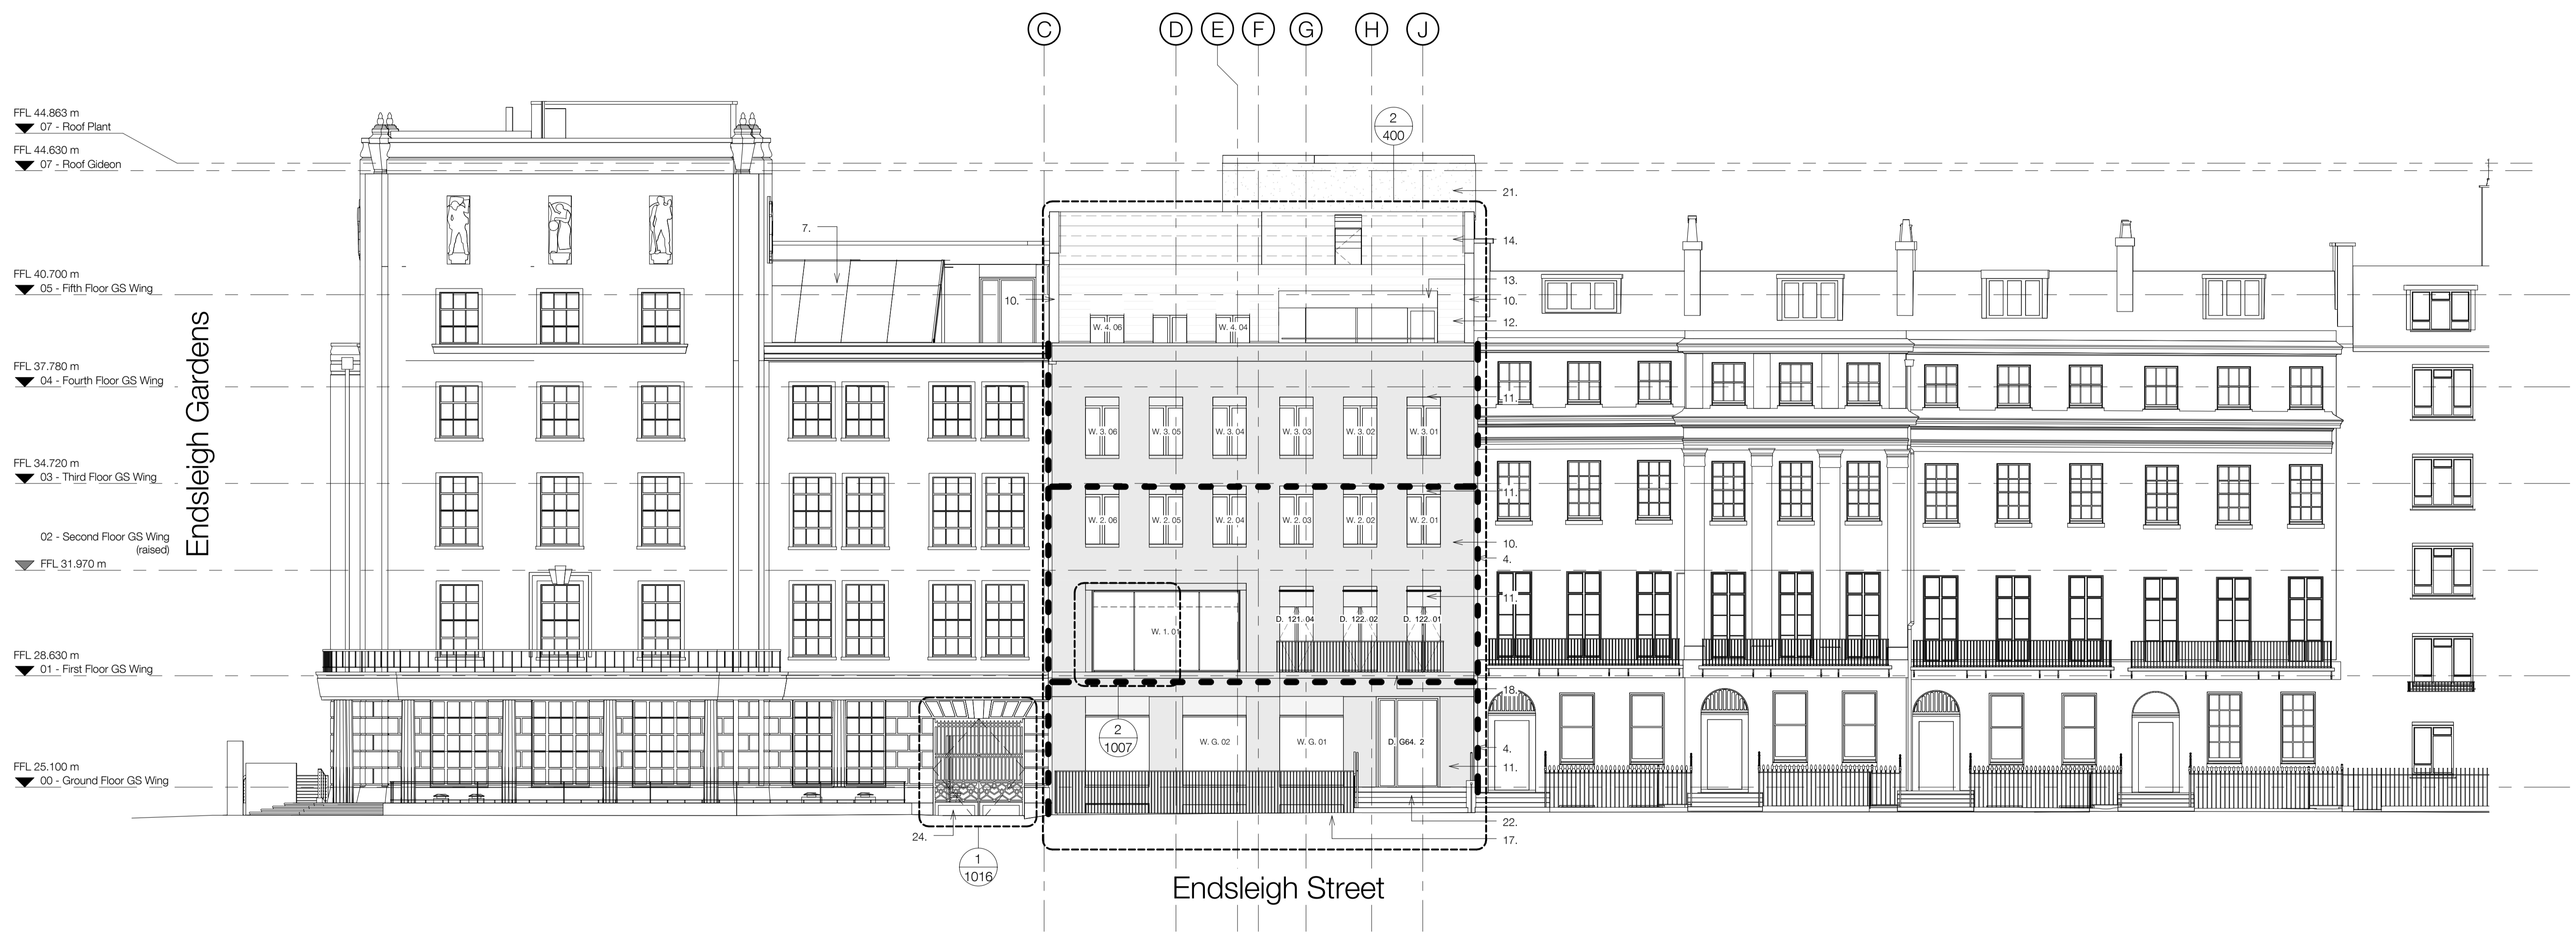 C D E F G H J
FFL 44.863 m
07 - Roof Plant
FFL 44.630 m
07 - Roof Gideon
FFL 40.700 m
05 - Fifth Floor GS Wing
FFL 37.780 m
04 - Fourth Floor GS Wing
FFL 34.720 m
03 - Third Floor GS Wing
02 - Second Floor GS Wing
(raised)
FFL 31.970 m
FFL 28.630 m
01 - First Floor GS Wing
FFL 25.100 m
00 - Ground Floor GS Wing
Endsleigh Gardens
2
400
21.
7.
14.
13.
10.
10.
12.
W. 4. 06
W. 4. 04
11.
W. 3. 06 W. 3. 05 W. 3. 04 W. 3. 03 W. 3. 02 W. 3. 01
11.
W. 2. 06 W. 2. 05 W. 2. 04 W. 2. 03 W. 2. 02 W. 2. 01
10.
4.
11.
D. 121. 04 D. 122. 02 D. 122. 01
W. 1. 01
18.
2
1007
W. G. 02 W. G. 01 D. G64. 2
4.
11.
22.
24.
17.
1
1016
Endsleigh Street